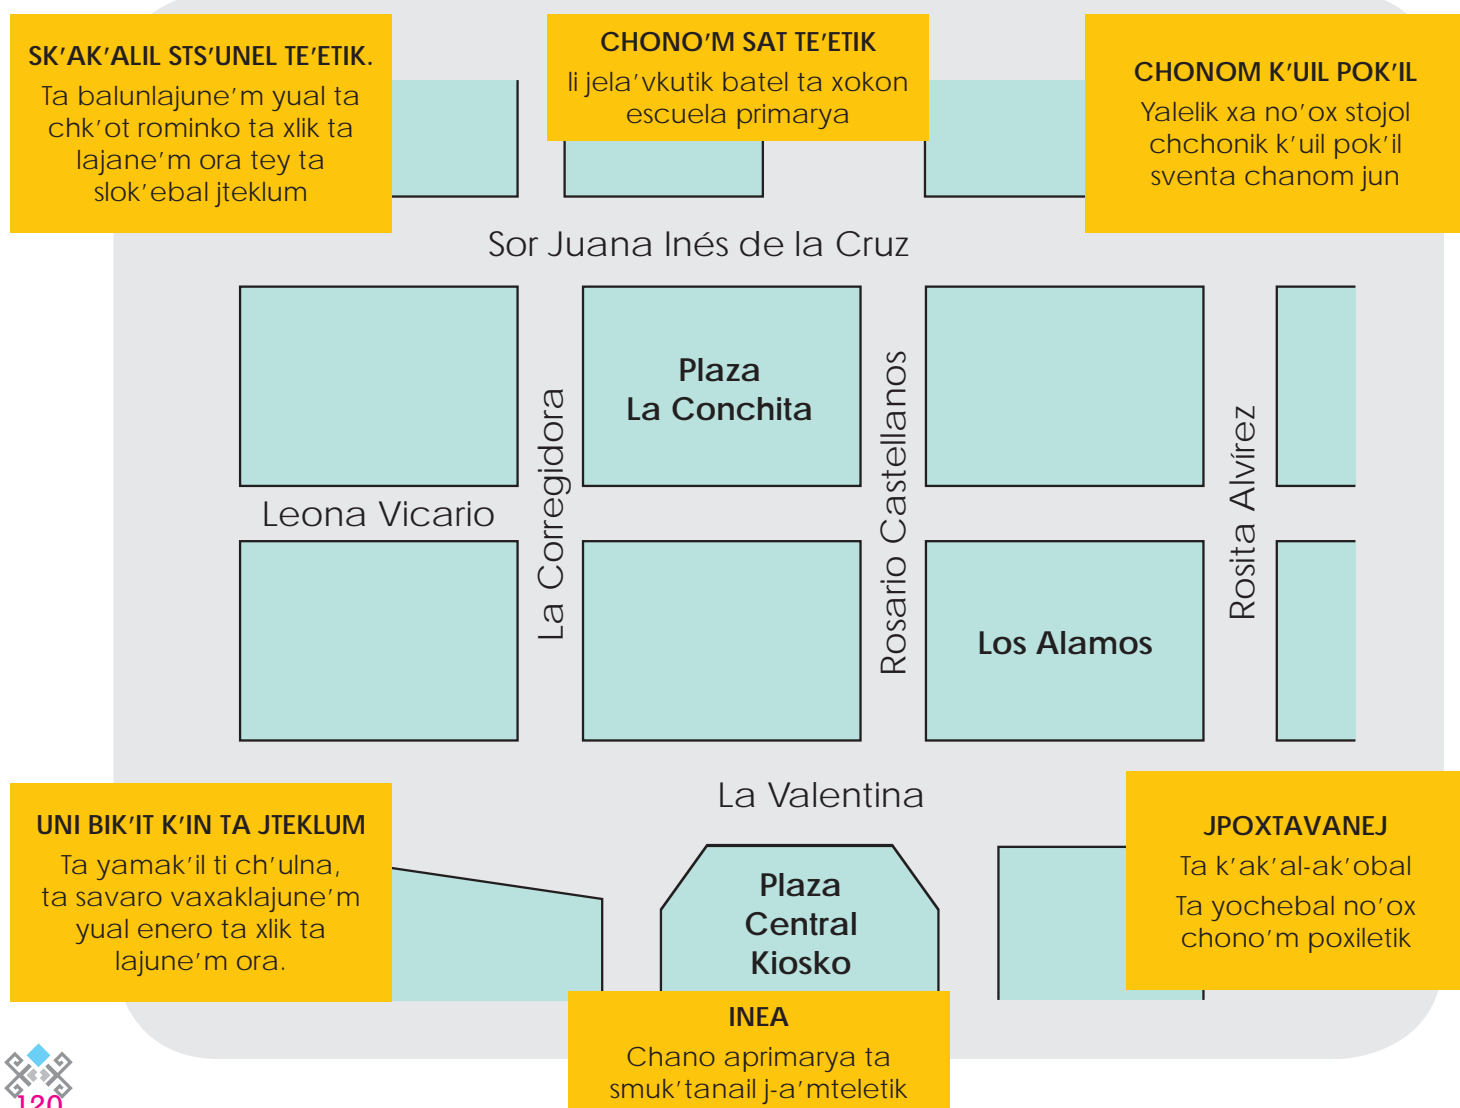 SK’AK’ALIL STS’UNEL TE’ETIK.
Ta balunlajune’m yual ta
chk’ot rominko ta xlik ta
lajane’m ora tey ta
slok’ebal jteklum
CHONO’M SAT TE’ETIK
li jela’vkutik batel ta xokon
escuela primarya
CHONOM K’UIL POK’IL
Yalelik xa no’ox stojol
chchonik k’uil pok’il
sventa chanom jun
Sor Juana Inés de la Cruz
Plaza
La Conchita
Leona Vicario
La Corregidora
Rosario Castellanos
Rosita Alvírez
Los Alamos
La Valentina
UNI BIK’IT K’IN TA JTEKLUM
Ta yamak’il ti ch’ulna,
ta savaro vaxaklajune’m
yual enero ta xlik ta
lajune’m ora.
Plaza
Central
Kiosko
JPOXTAVANEJ
Ta k’ak’al-ak’obal
Ta yochebal no’ox
chono’m poxiletik
INEA
Chano aprimarya ta
smuk’tanail j-a’mteletik
120